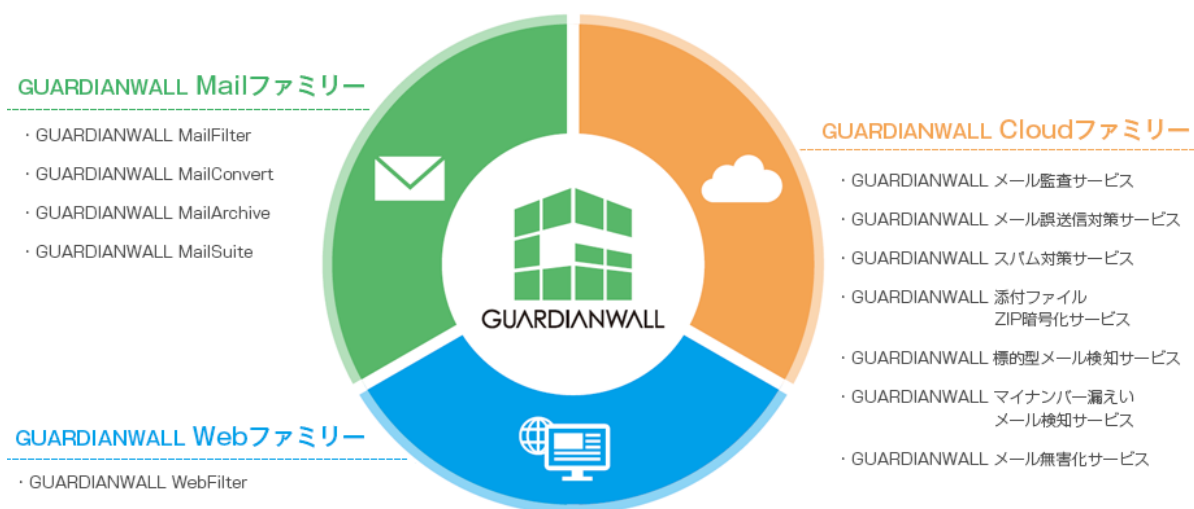 GUARDIANWALL Mailファミリー
・GUARDIANWALL MailFilter
・GUARDIANWALL MailConvert
・GUARDIANWALL MailArchive
・GUARDIANWALL MailSuite
GUARDIANWALL
GUARDIANWALL Cloudファミリー
・GUARDIANWALL メール監査サービス
・GUARDIANWALL メール誤送信対策サービス
・GUARDIANWALL スパム対策サービス
・GUARDIANWALL 添付ファイル
ZIP暗号化サービス
・GUARDIANWALL 標的型メール検知サービス
・GUARDIANWALL マイナンバー漏えい
メール検知サービス
・GUARDIANWALL メール無害化サービス
GUARDIANWALL Webファミリー
・GUARDIANWALL WebFilter